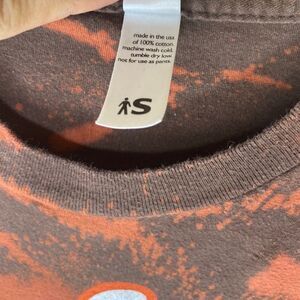 made in the usa
of 100% cotton.
machine wash cold.
tumble dry low.
not for use as pants.
S